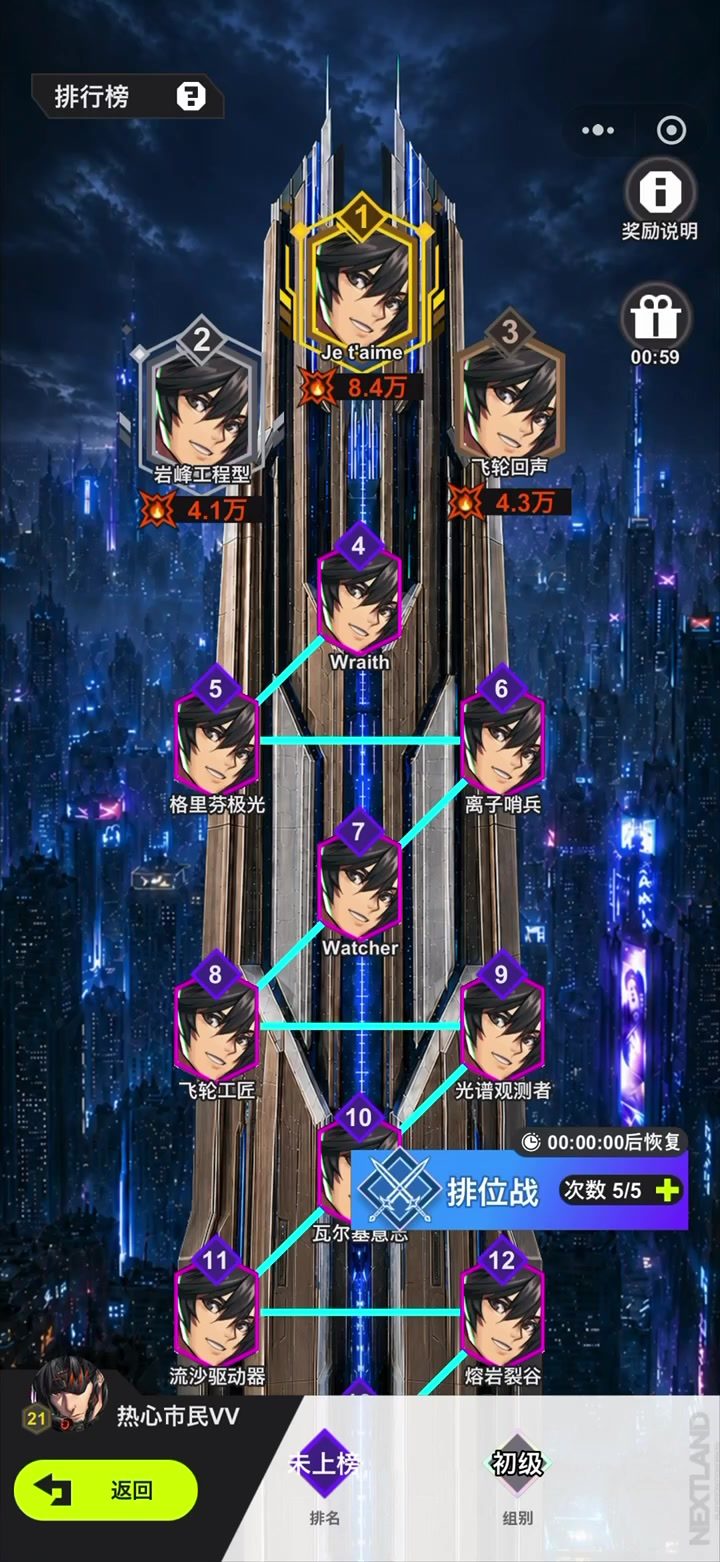 排行榜
奖励说明
00:59
1
Je t'aime
8.4万
2
岩峰工程型
4.1万
3
飞轮回声
4.3万
4
Wraith
5
格里芬极光
6
离子哨兵
7
Watcher
8
飞轮工匠
9
光谱观测者
10
瓦尔基意志
00:00:00后恢复
排位战
次数 5/5
11
流沙驱动器
12
熔岩裂谷
21
热心市民VV
返回
未上榜
排名
初级
组别
NEXTLAND